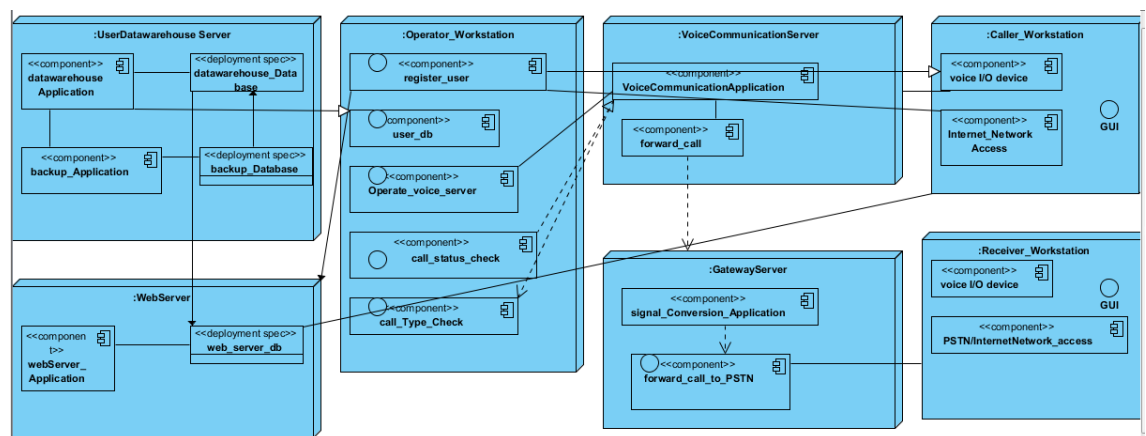 :UserDatawarehouse Server
<<component>>
datawarehouse
Application
<<deployment spec>>
datawarehouse_Data
base
<<component>>
backup_Application
<<deployment spec>>
backup_Database
:WebServer
<<componen
t>>
webServer_
Application
<<deployment spec>>
web_server_db
:Operator_Workstation
<<component>>
register_user
component>>
user_db
<<component>>
Operate_voice_server
<<component>>
call_status_check
<<component>>
call_Type_Check
:VoiceCommunicationServer
<<component>>
VoiceCommunicationApplication
<<component>>
forward_call
:GatewayServer
<<component>>
signal_Conversion_Application
<<component>>
forward_call_to_PSTN
:Caller_Workstation
<<component>>
voice I/O device
GUI
<<component>>
Internet_Network
Access
:Receiver_Workstation
<<component>>
voice I/O device
GUI
<<component>>
PSTN/InternetNetwork_access